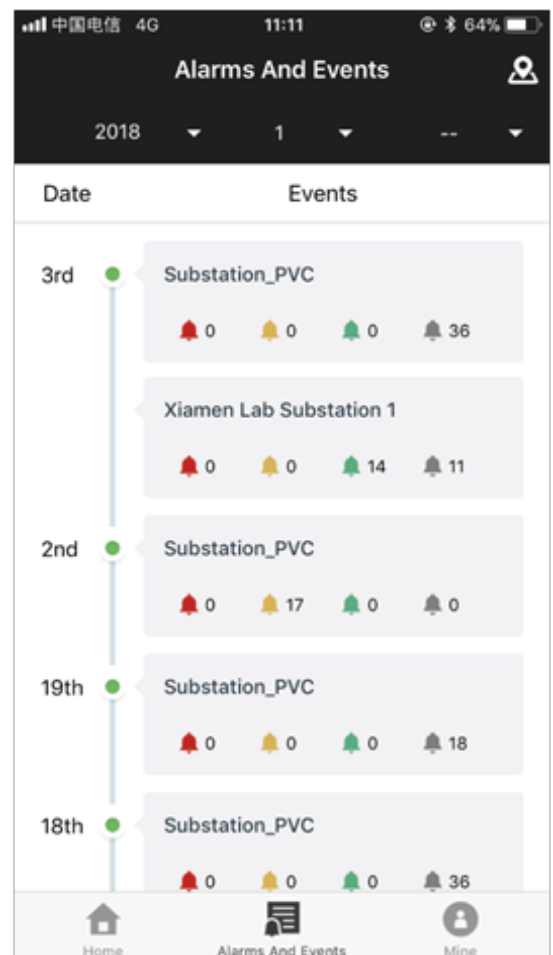 中国电信 4G 11:11 64%
Alarms And Events
2018 1 --
Date Events
3rd Substation_PVC
0 0 0 36
Xiamen Lab Substation 1
0 0 14 11
2nd Substation_PVC
0 17 0 0
19th Substation_PVC
0 0 0 18
18th Substation_PVC
0 0 0 36
Home Alarms And Events Mine